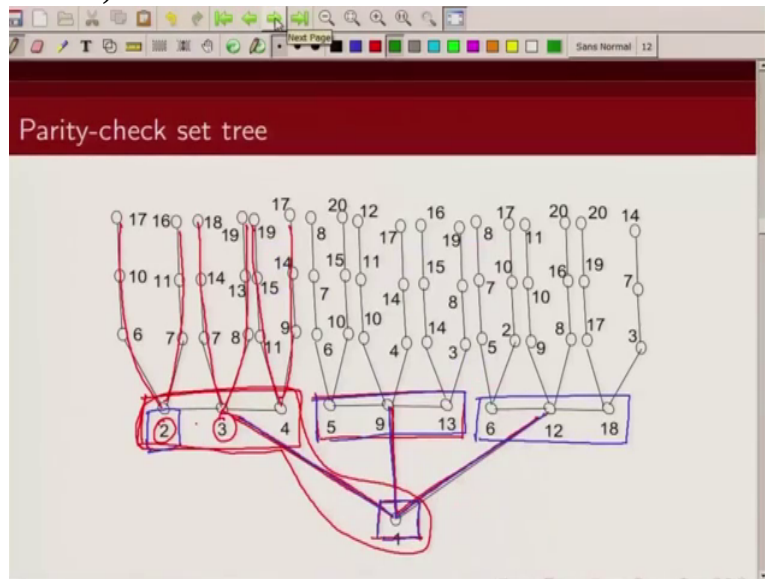 Next Page
Sans Normal 12
Parity-check set tree
17 16 18 19 19 17 8 20 12 17 16 19 8 17 11 20 20 14
10 11 14 13 15 14 7 15 11 14 15 8 7 10 10 16 19 7
6 7 7 8 11 9 6 10 10 4 14 3 5 2 9 8 17 3
2 3 4 5 9 13 6 12 18
1